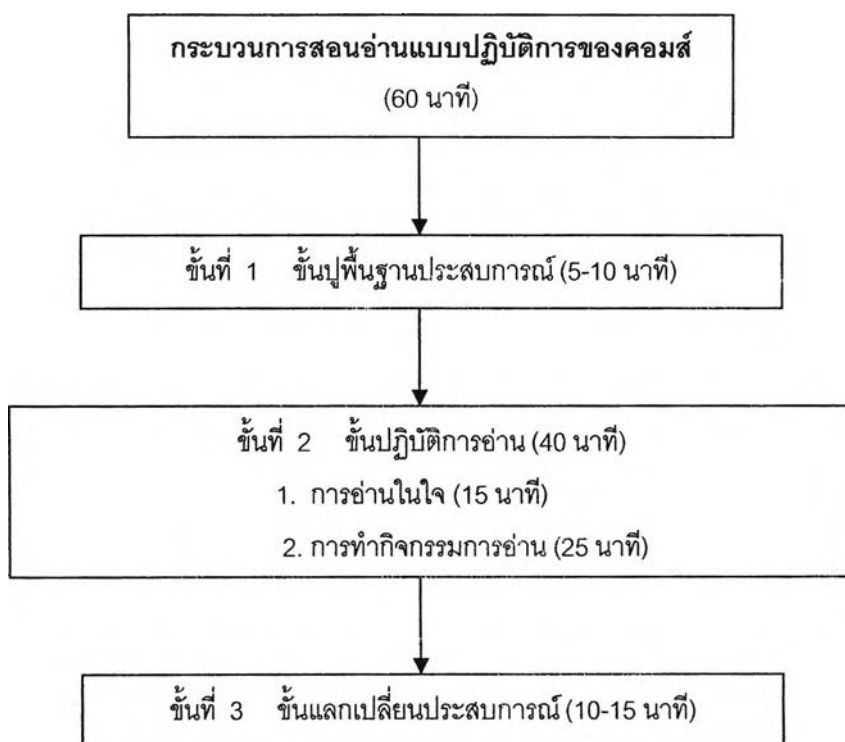 กระบวนการสอนอ่านแบบปฏิบัติการของคอมส์
(60 นาที)
ขั้นที่ 1 ขั้นปูพื้นฐานประสบการณ์ (5-10 นาที)
ขั้นที่ 2 ขั้นปฏิบัติการอ่าน (40 นาที)
1. การอ่านในใจ (15 นาที)
2. การทำกิจกรรมการอ่าน (25 นาที)
ขั้นที่ 3 ขั้นแลกเปลี่ยนประสบการณ์ (10-15 นาที)